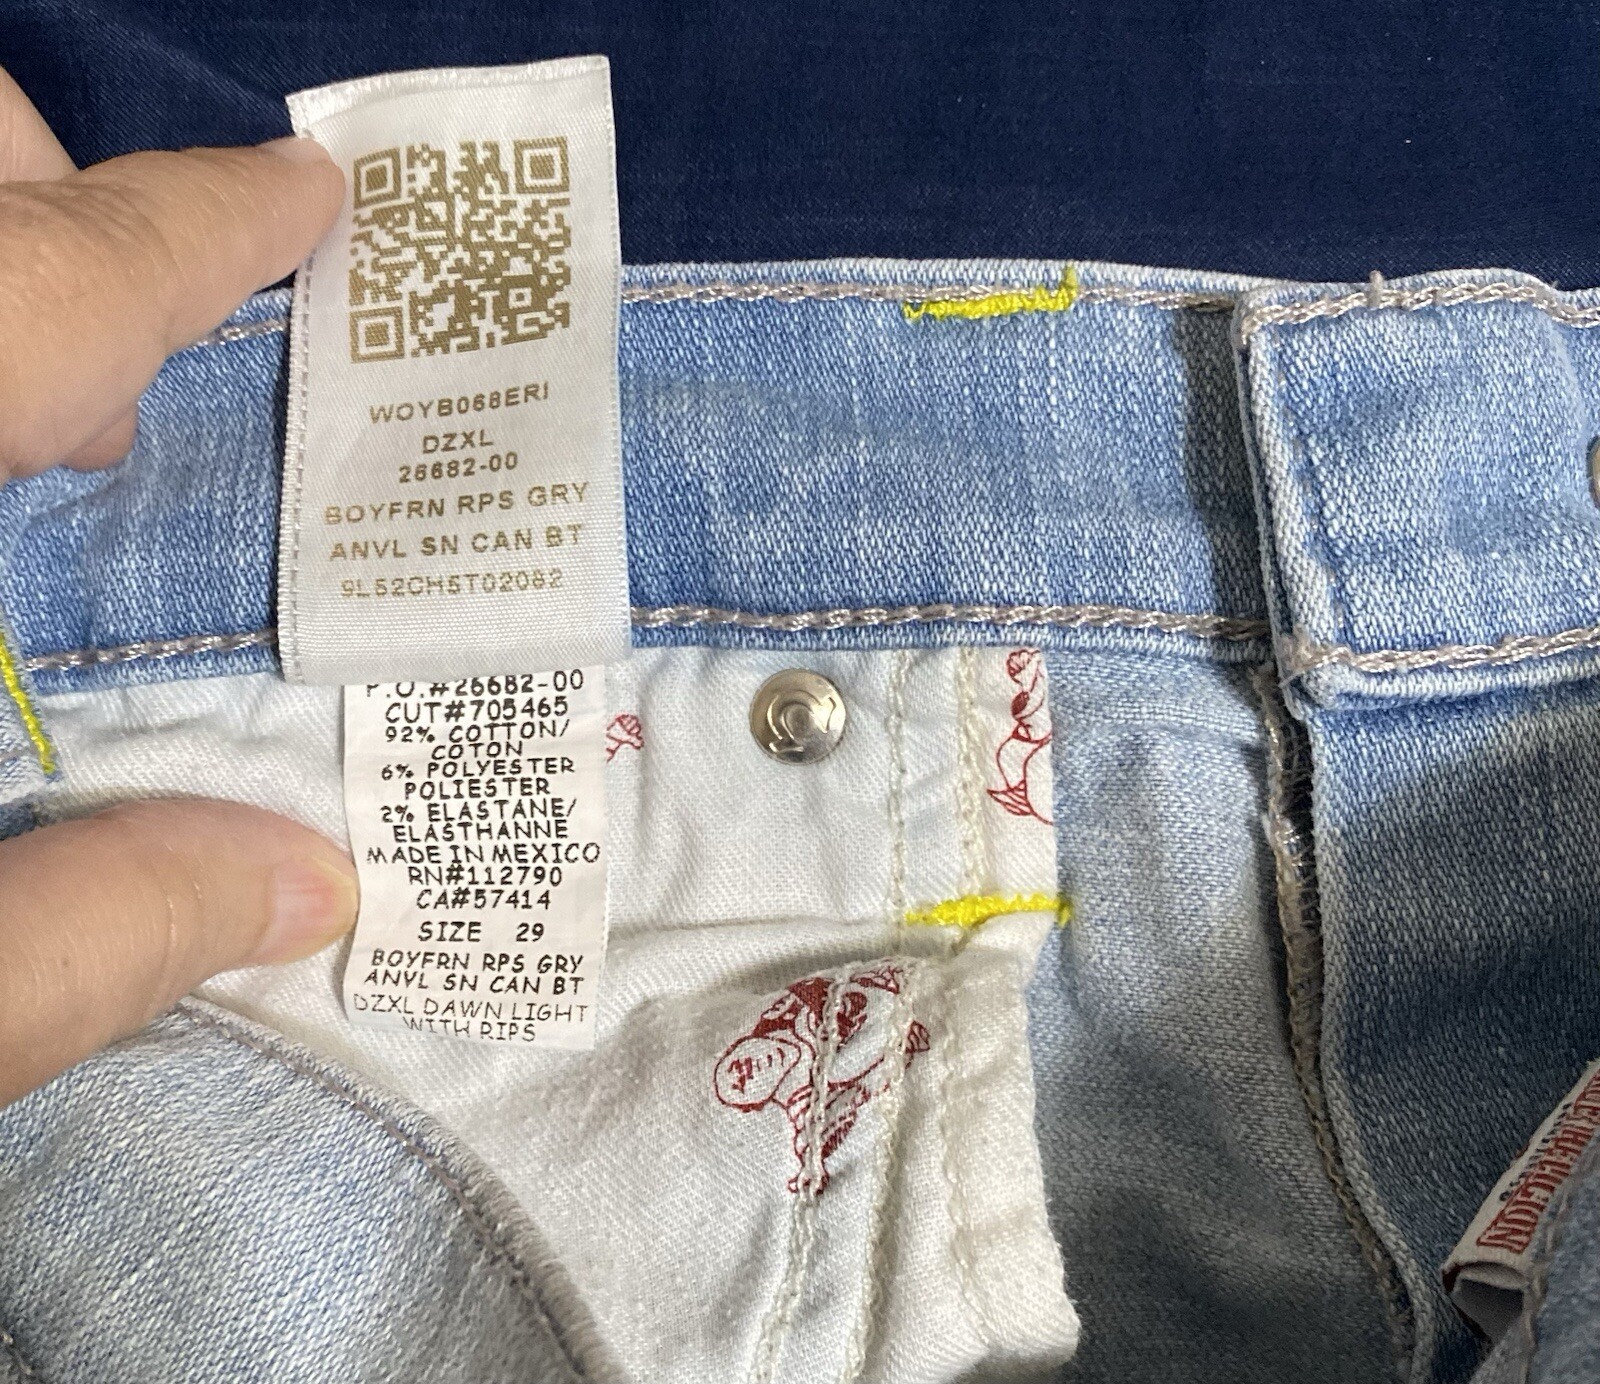 WOYB068ERI
DZXL
26682-00
BOYFRN RPS GRY
ANVL SN CAN BT
9L52CH5T02082
P.O.#26682-00
CUT#705465
92% COTTON/
COTON
6% POLYESTER
POLIESTER
2% ELASTANE/
ELASTHANNE
MADE IN MEXICO
RN#112790
CA#57414
SIZE 29
BOYFRN RPS GRY
ANVL SN CAN BT
DZXL DAWN LIGHT
WITH RIPS
RELIGION